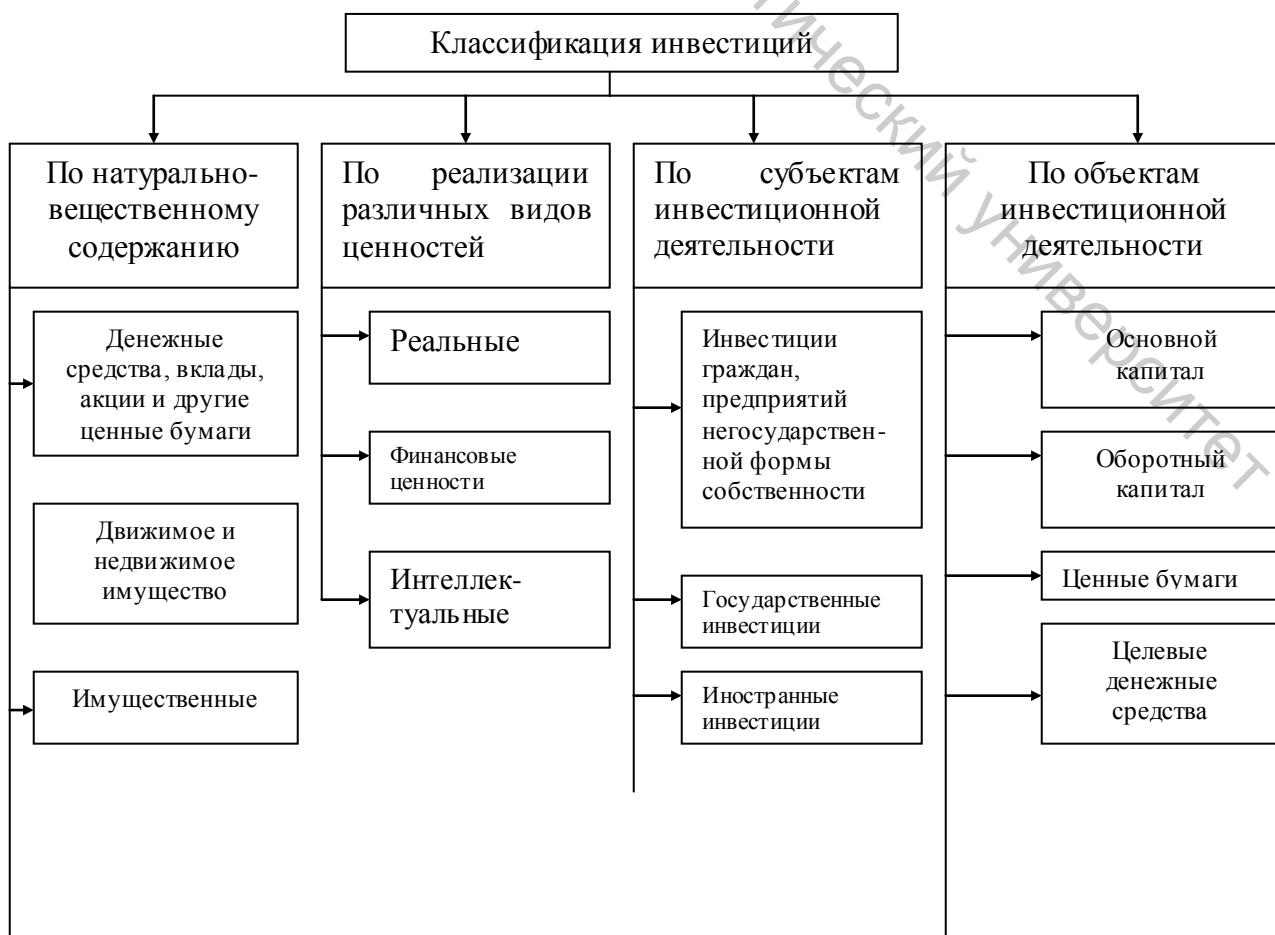 Классификация инвестиций
По натурально-
вещественному
содержанию
По реализации
различных видов
ценностей
По субъектам
инвестиционной
деятельности
По объектам
инвестиционной
деятельности
Денежные
средства, вклады,
акции и другие
ценные бумаги
Движимое и
недвижимое
имущество
Имущественные
Реальные
Финансовые
ценности
Интеллек-
туальные
Инвестиции
граждан,
предприятий
негосударствен-
ной формы
собственности
Государственные
инвестиции
Иностранные
инвестиции
Основной
капитал
Оборотный
капитал
Ценные бумаги
Целевые
денежные
средства
университет